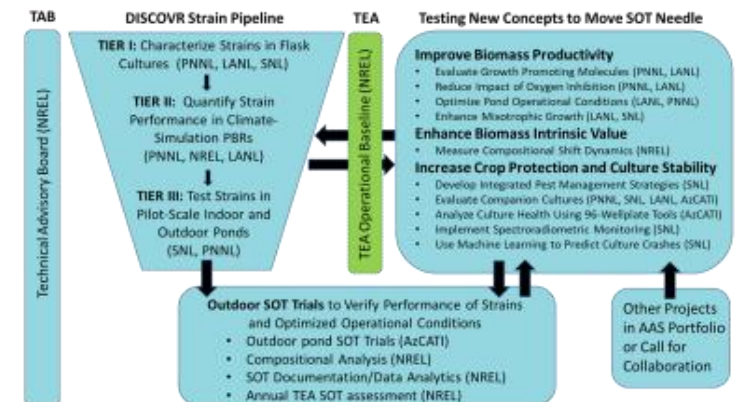 TAB
DISCOVR Strain Pipeline
TEA
Testing New Concepts to Move SOT Needle
Technical Advisory Board (NREL)
TIER I: Characterize Strains in Flask
Cultures (PNNL, LANL, SNL)
TIER II: Quantify Strain
Performance in Climate-
Simulation PBRs
(PNNL, NREL, LANL)
TIER III: Test Strains in
Pilot-Scale Indoor and
Outdoor Ponds
(SNL, PNNL)
TEA Operational Baseline (NREL)
Improve Biomass Productivity
• Evaluate Growth Promoting Molecules (PNNL, LANL)
• Reduce Impact of Oxygen Inhibition (PNNL, LANL)
• Optimize Pond Operational Conditions (LANL, PNNL)
• Enhance Mixotrophic Growth (LANL, SNL)
Enhance Biomass Intrinsic Value
• Measure Compositional Shift Dynamics (NREL)
Increase Crop Protection and Culture Stability
• Develop Integrated Pest Management Strategies (SNL)
• Evaluate Companion Cultures (PNNL, SNL, LANL, AzCATI)
• Analyze Culture Health Using 96-Wellplate Tools (AzCATI)
• Implement Spectroradiometric Monitoring (SNL)
• Use Machine Learning to Predict Culture Crashes (SNL)
Outdoor SOT Trials to Verify Performance of Strains
and Optimized Operational Conditions
• Outdoor pond SOT Trials (AzCATI)
• Compositional Analysis (NREL)
• SOT Documentation/Data Analytics (NREL)
• Annual TEA SOT assessment (NREL)
Other Projects
in AAS Portfolio
or Call for
Collaboration